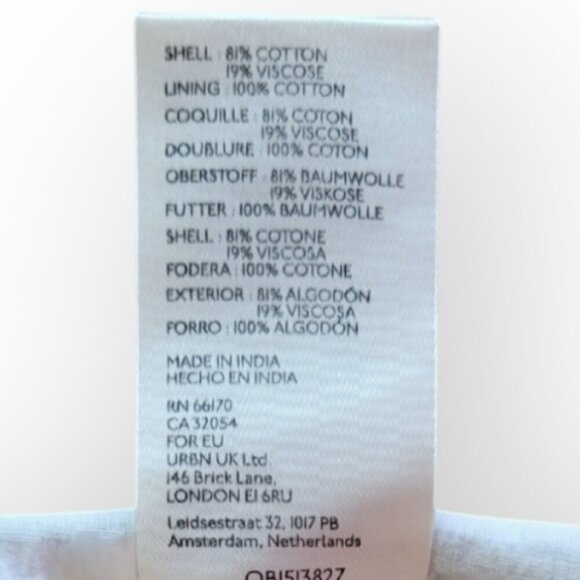 SHELL : 81% COTTON
19% VISCOSE
LINING : 100% COTTON
COQUILLE : 81% COTON
19% VISCOSE
DOUBLURE : 100% COTON
OBERSTOFF : 81% BAUMWOLLE
19% VISKOSE
FUTTER : 100% BAUMWOLLE
SHELL : 81% COTONE
19% VISCOSA
FODERA : 100% COTONE
EXTERIOR : 81% ALGODÓN
19% VISCOSA
FORRO : 100% ALGODÓN
MADE IN INDIA
HECHO EN INDIA
RN 66170
CA 32054
FOR EU
URBN UK Ltd.
146 Brick Lane,
LONDON E1 6RU
Leidsestraat 32, 1017 PB
Amsterdam, Netherlands
OB1513827